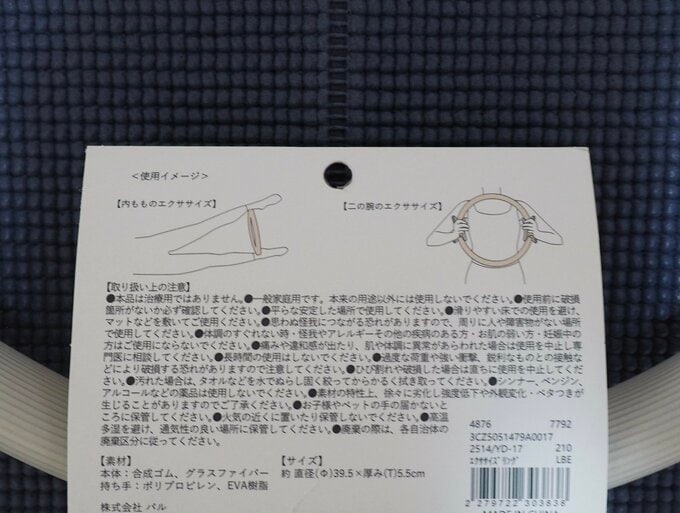 <使用イメージ>
【内もものエクササイズ】
【二の腕のエクササイズ】
【取り扱い上の注意】
●本品は治療用ではありません。●一般家庭用です。本来の用途以外には使用しないでください。●使用前に破損
箇所がないか必ず確認してください。●平らな安定した場所で使用してください。●滑りやすい床での使用を避け、
マットなどを敷いてご使用ください。●思わぬ怪我につながる恐れがありますので、周りに人や障害物がない場所
で使用してください。●体調のすぐれない時・怪我やアレルギーその他の疾病のある方・お肌の弱い方・妊娠中の
方はご使用にならないでください。●痛みや違和感が出たり、肌や体調に異常があらわれた場合は使用を中止し専
門医に相談してください。●長時間の使用はしないでください。●過度な荷重や強い衝撃、鋭利なものとの接触な
どにより破損する恐れがありますので注意してください。●ひび割れや破損した場合は直ちに使用を中止してくだ
さい。●汚れた場合は、タオルなどを水でぬらし固く絞ってからかるく拭き取ってください。●シンナー、ベンジン、
アルコールなどの薬品は使用しないでください。●素材の特性上、徐々に劣化し強度低下や外観変化・ベタつきが
生じることがありますのでご了承ください。●お子様やペットの手の届かないと
ころに保管してください。●火気の近くに置いたり保管しないでください。●高温
多湿を避け、通気性の良い場所に保管してください。●廃棄の際は、各自治体の
廃棄区分に従ってください。
【素材】
本体：合成ゴム、グラスファイバー
持ち手：ポリプロピレン、EVA樹脂
【サイズ】
約 直径(Φ)39.5×厚み(T)5.5cm
株式会社 パル
4876 7792
3CZS051479A0017
2514/YD-17 210
ｴｸｻｻｲｽﾞﾘﾝｸﾞ LBE
2 279722 303838
MADE IN CHINA